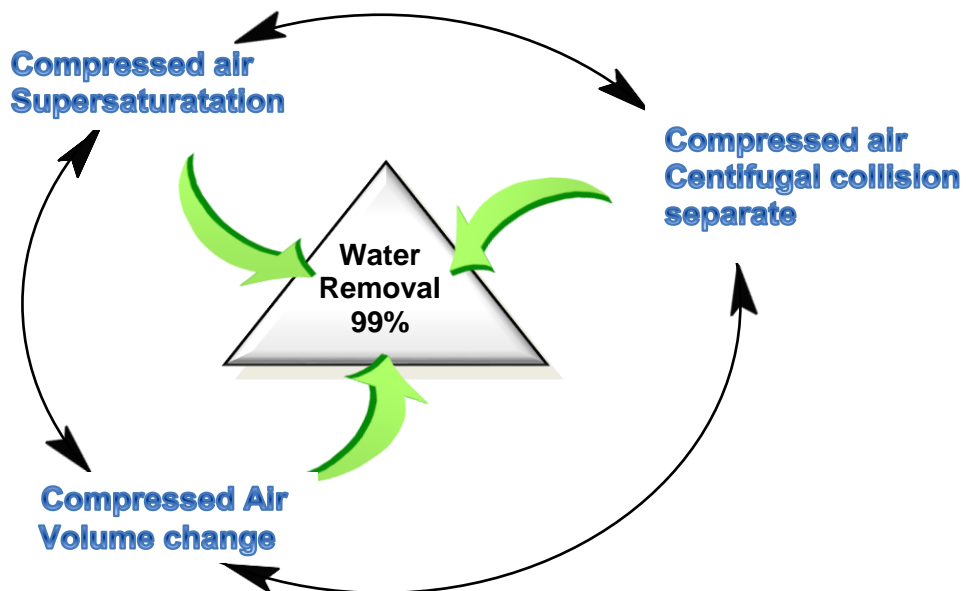 Compressed air
Supersaturatation
Compressed air
Centifugal collision
separate
Water
Removal
99%
Compressed Air
Volume change